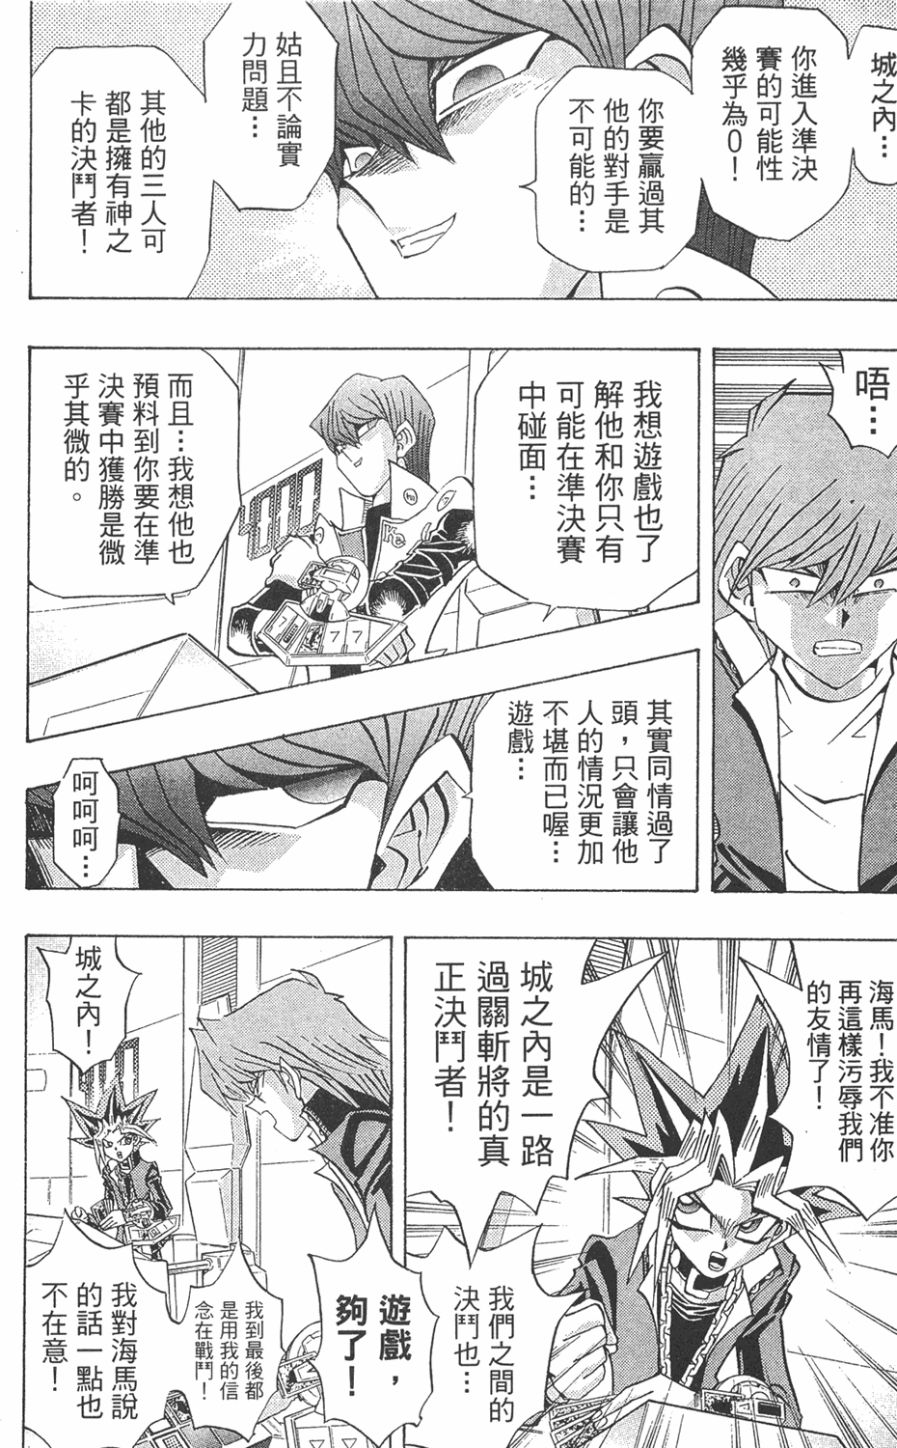 城之內…
你進入準決
賽的可能性
幾乎為0！
你要贏過其
他的對手是
不可能的…
姑且不論實
力問題…
其他的三人可
都是擁有神之
卡的決鬥者！
唔…
我想遊戲也了
解他和你只有
可能在準決賽
中碰面…
而且…我想他也
預料到你要在準
決賽中獲勝是微
乎其微的。
其實同情過了
頭，只會讓他
人的情況更加
不堪而已喔…
遊戲…
呵呵呵…
海馬！我不准你
再這樣污辱我們
的友情了！
城之內是一路
過關斬將的真
正決鬥者！
我們之間的
決鬥也…
城之內！
遊戲，
夠了！
我到最後都
是用我的信
念在戰鬥！
我對海馬說
的話一點也
不在意！
7
7
7